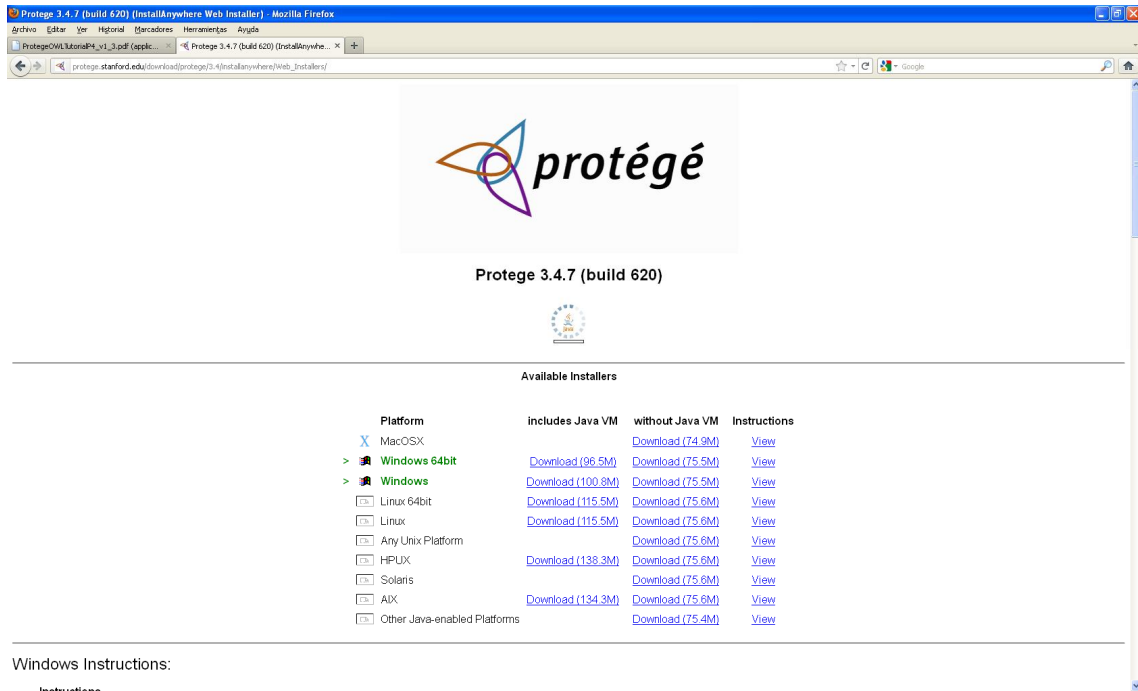 Protege 3.4.7 (build 620) (InstallAnywhere Web Installer) - Mozilla Firefox
Archivo Editar Ver Historial Marcadores Herramientas Ayuda
ProtegeOWLTutorialP4_v1_3.pdf (applic... × Protege 3.4.7 (build 620) (InstallAnywhe... × +
protege.stanford.edu/download/protege/3.4/installanywhere/Web_Installers/ Google
protégé
Protege 3.4.7 (build 620)
Java
Available Installers
Platform includes Java VM without Java VM Instructions
X MacOSX Download (74.9M) View
> Windows 64bit Download (96.5M) Download (75.5M) View
> Windows Download (100.8M) Download (75.5M) View
Linux 64bit Download (115.5M) Download (75.6M) View
Linux Download (115.5M) Download (75.6M) View
Any Unix Platform Download (75.6M) View
HPUX Download (138.3M) Download (75.6M) View
Solaris Download (75.6M) View
AIX Download (134.3M) Download (75.6M) View
Other Java-enabled Platforms Download (75.4M) View
Windows Instructions:
Instructions